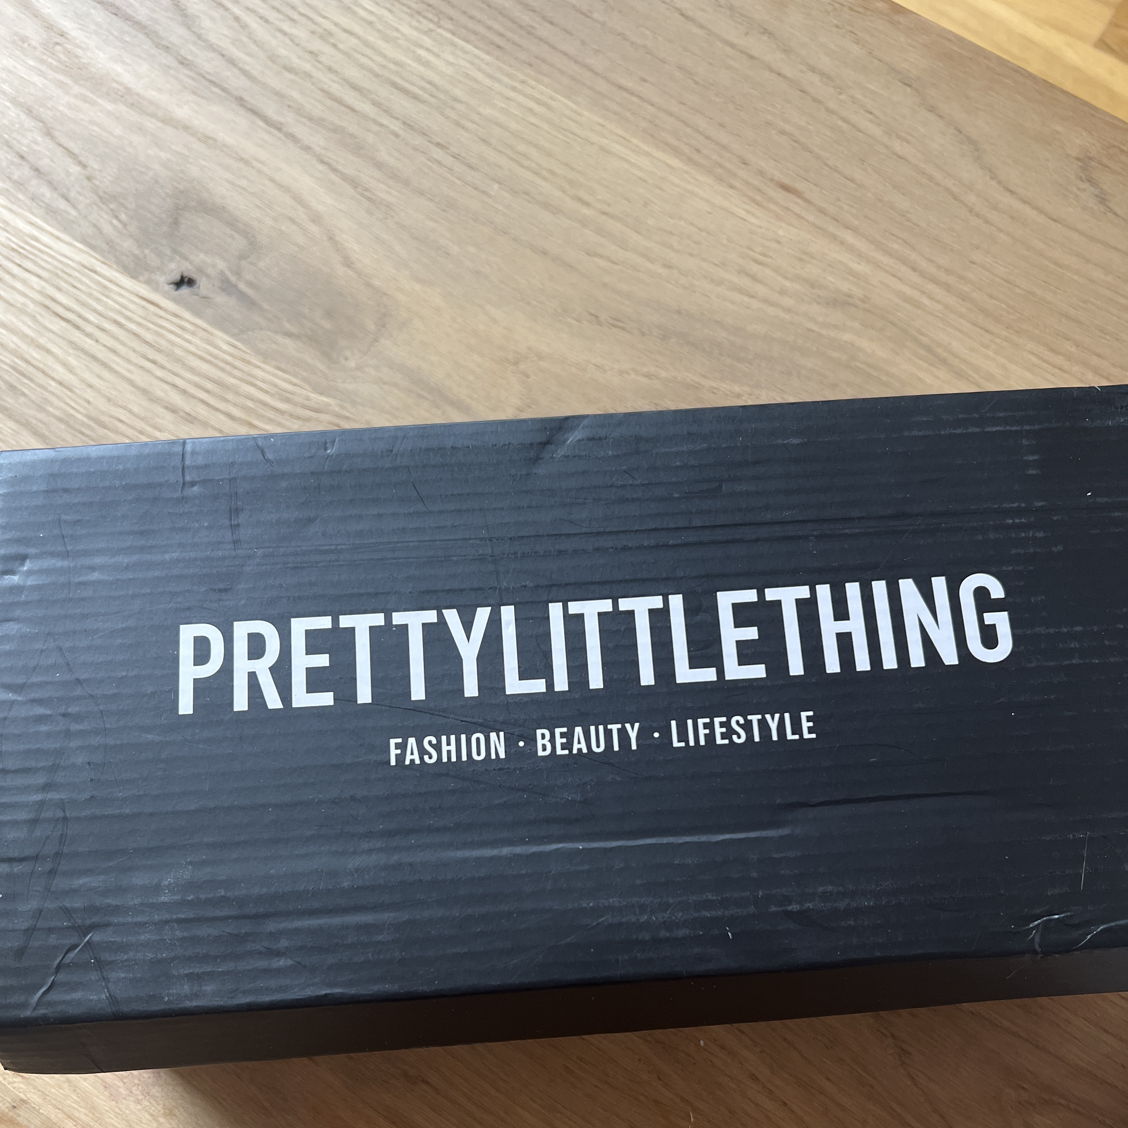 PRETTYLITTLETHING
FASHION · BEAUTY · LIFESTYLE